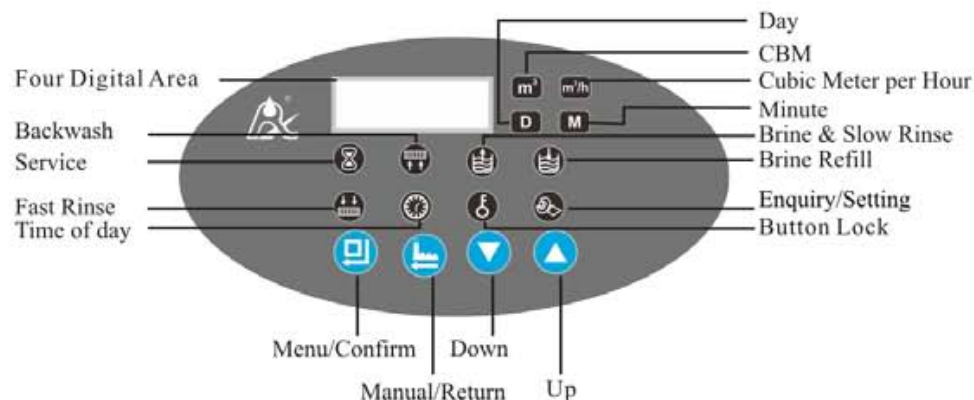 Four Digital Area
Backwash
Service
Fast Rinse
Time of day
m³
m³/h
D
M
Day
CBM
Cubic Meter per Hour
Minute
Brine & Slow Rinse
Brine Refill
Enquiry/Setting
Button Lock
Menu/Confirm
Down
Manual/Return
Up